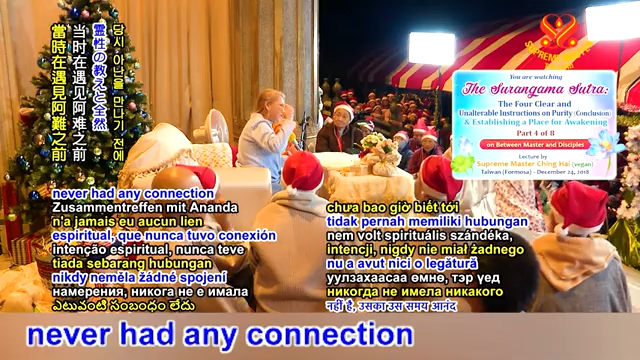 當時在遇見阿難之前
当时在遇见阿难之前
霊性の教えと全然
당시 아난을 만나기 전에
You are watching
The Surangama Sutra:
The Four Clear and
Unalterable Instructions on Purity (Conclusion)
& Establishing a Place for Awakening
Part 4 of 8
on Between Master and Disciples
Lecture by
Supreme Master Ching Hai (vegan)
Taiwan (Formosa) - December 24, 2018
never had any connection
Zusammentreffen mit Ananda
n'a jamais eu aucun lien
espiritual, que nunca tuvo conexión
intenção espiritual, nunca teve
tiada sebarang hubungan
nikdy neměla žádné spojení
намерения, никога не е имала
ఎటువంటి సంబంధం లేదు
chưa bao giờ biết tới
tidak pernah memiliki hubungan
nem volt spirituális szándéka,
intencji, nigdy nie miał żadnego
nu a avut nici o legătură
уулзахаасаа өмнө, тэр үед
никогда не имела никакого
नहीं है, उसका उस समय आनंद
never had any connection